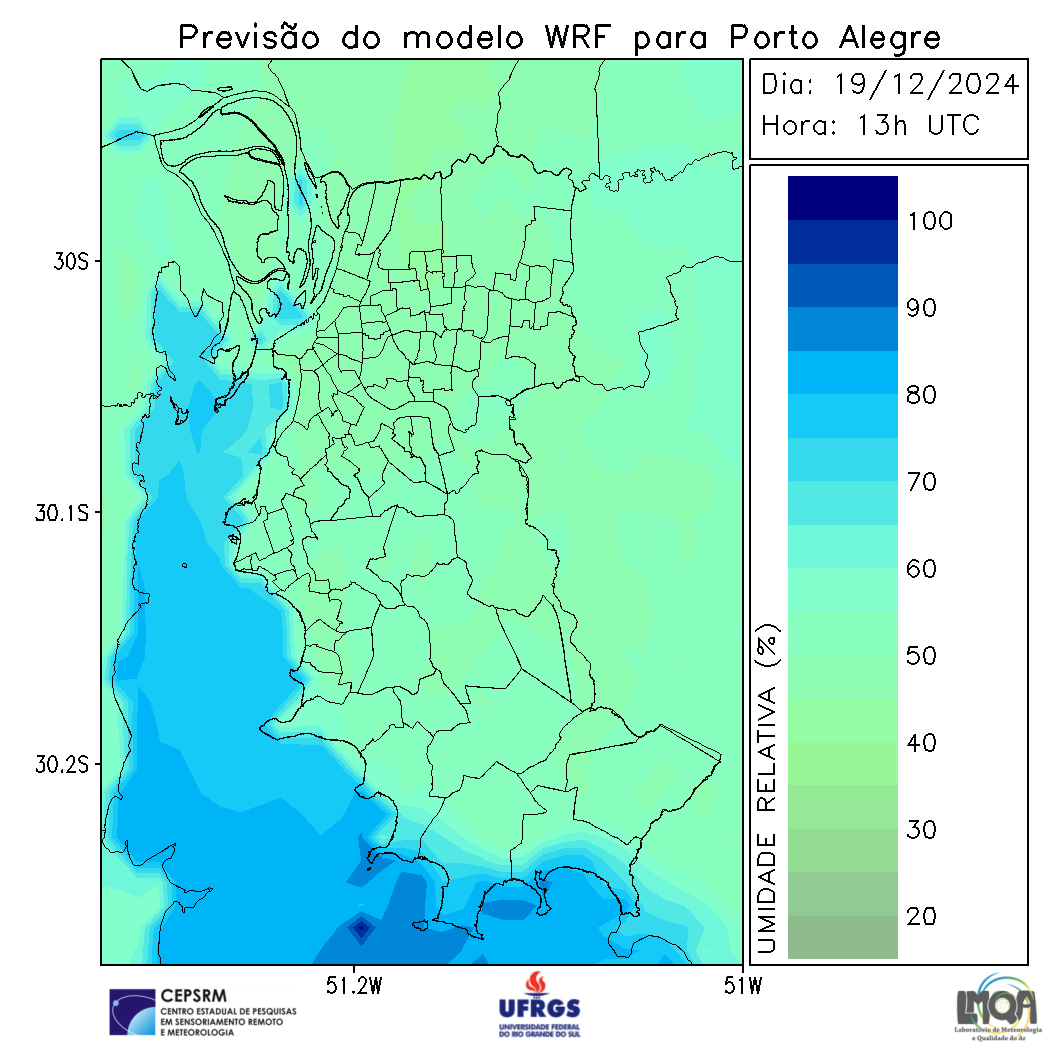 Previsão do modelo WRF para Porto Alegre
Dia: 19/12/2024
Hora: 13h UTC
30S
30.1S
30.2S
51.2W
51W
UMIDADE RELATIVA (%)
100
90
80
70
60
50
40
30
20
CEPSRM
CENTRO ESTADUAL DE PESQUISAS
EM SENSORIAMENTO REMOTO
E METEOROLOGIA
UFRGS
UNIVERSIDADE FEDERAL
DO RIO GRANDE DO SUL
LMQA
Laboratório de Meteorologia
e Qualidade do Ar